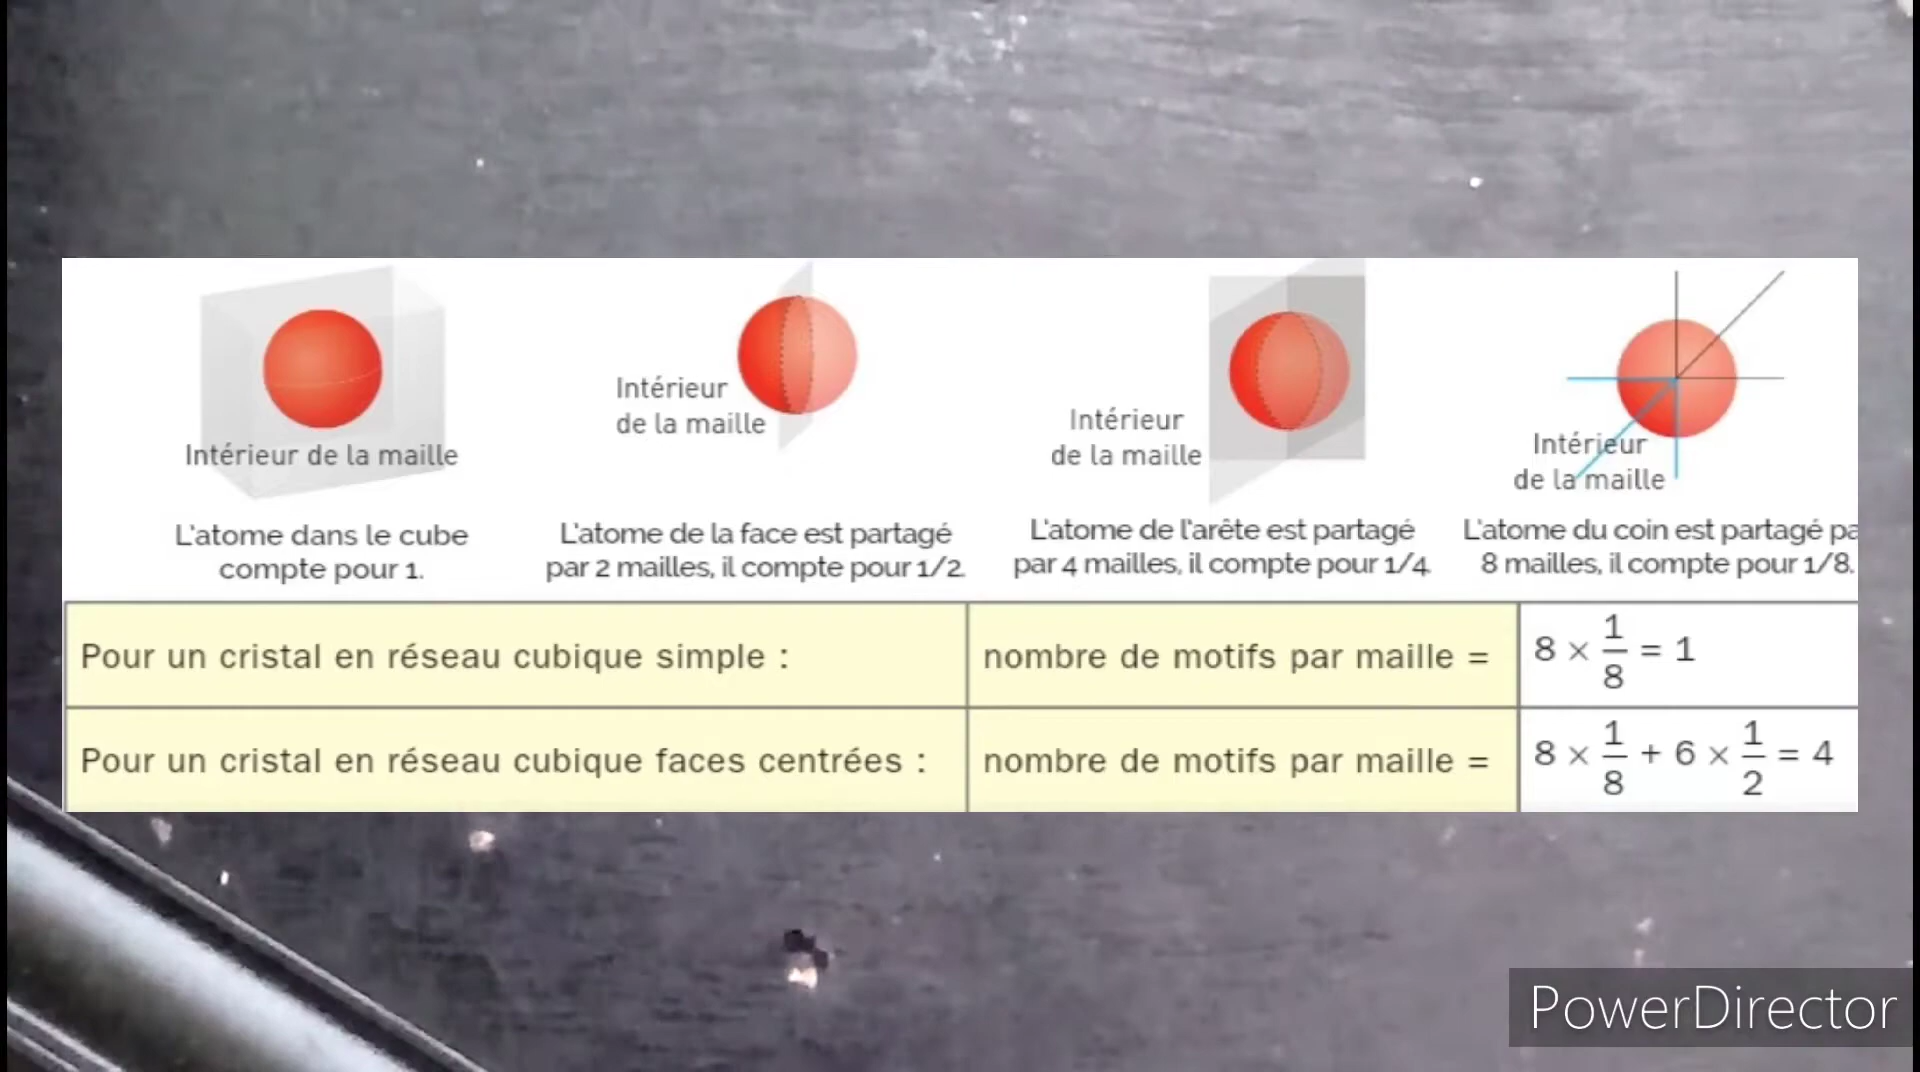 Intérieur de la maille
Intérieur
de la maille
Intérieur
de la maille
Intérieur
de la maille
L'atome dans le cube
compte pour 1.
L'atome de la face est partagé
par 2 mailles, il compte pour 1/2.
L'atome de l'arête est partagé
par 4 mailles, il compte pour 1/4.
L'atome du coin est partagé pa
8 mailles, il compte pour 1/8.
Pour un cristal en réseau cubique simple : nombre de motifs par maille = 8 × 1/8 = 1
Pour un cristal en réseau cubique faces centrées : nombre de motifs par maille = 8 × 1/8 + 6 × 1/2 = 4
PowerDirector